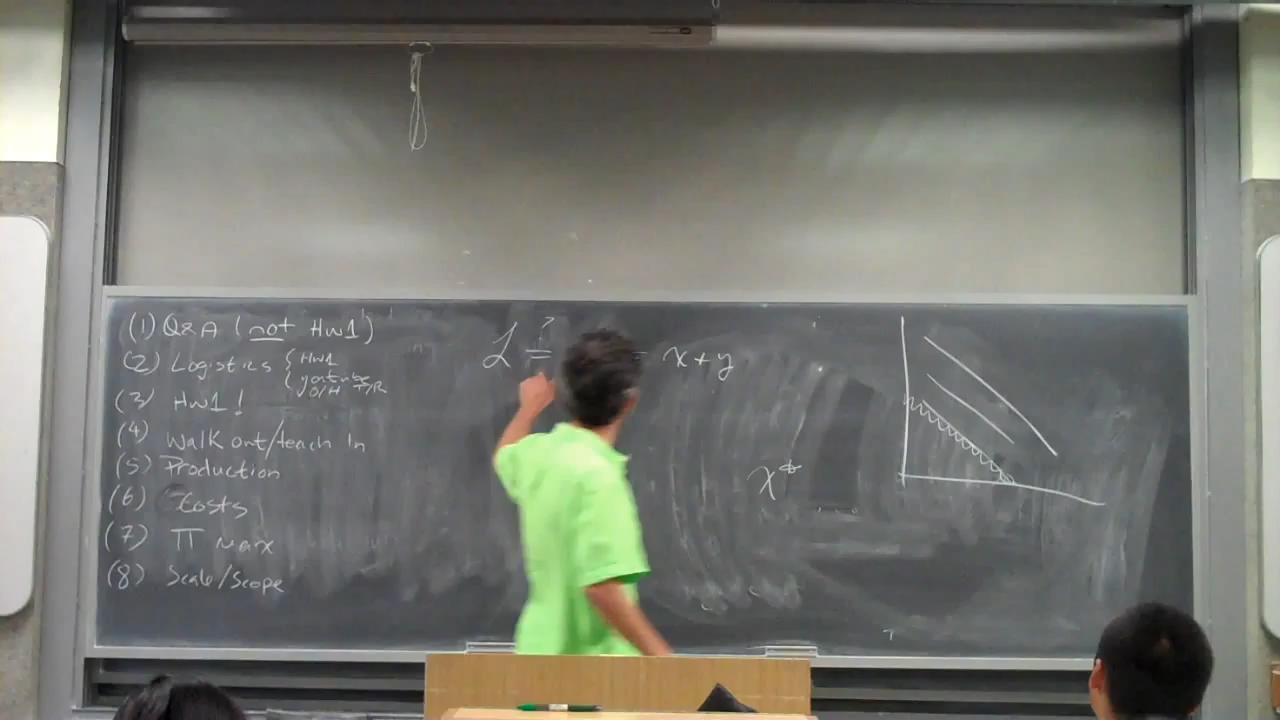 (1) Q&A (not HW1)
(2) Logistics { HW1
youtube
O/H T/R
(3) HW1!
(4) Walk out/teach In
(5) Production
(6) Costs
(7) Π Max
(8) Scale/Scope
?
ℒ = = x+y
x*